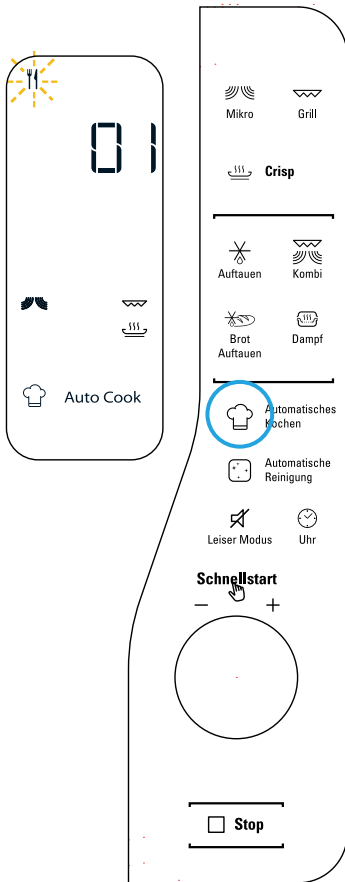 01
Auto Cook
Mikro
Grill
Crisp
Auftauen
Kombi
Brot
Auftauen
Dampf
Automatisches
Kochen
Automatische
Reinigung
Leiser Modus
Uhr
Schnellstart
− +
Stop